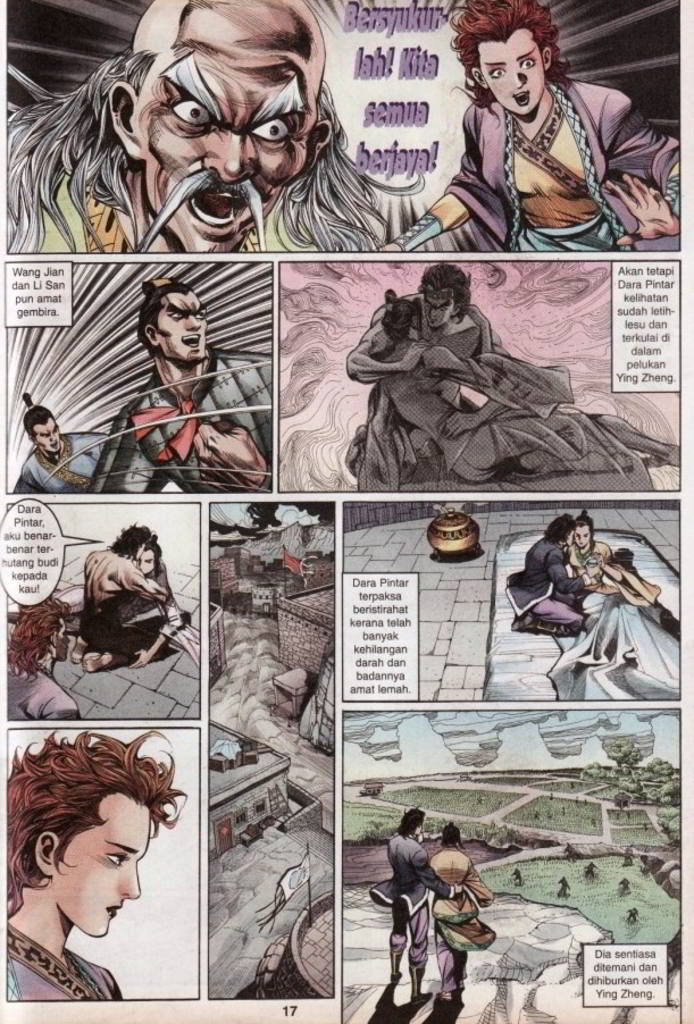 Bersyukur-
lah! Kita
semua
berjaya!
Wang Jian
dan Li San
pun amat
gembira.
Akan tetapi
Dara Pintar
kelihatan
sudah letih-
lesu dan
terkulai di
dalam
pelukan
Ying Zheng.
Dara
Pintar,
aku benar-
benar ter-
hutang budi
kepada
kau!
Dara Pintar
terpaksa
beristirahat
kerana telah
banyak
kehilangan
darah dan
badannya
amat lemah.
Dia sentiasa
ditemani dan
dihiburkan oleh
Ying Zheng.
17